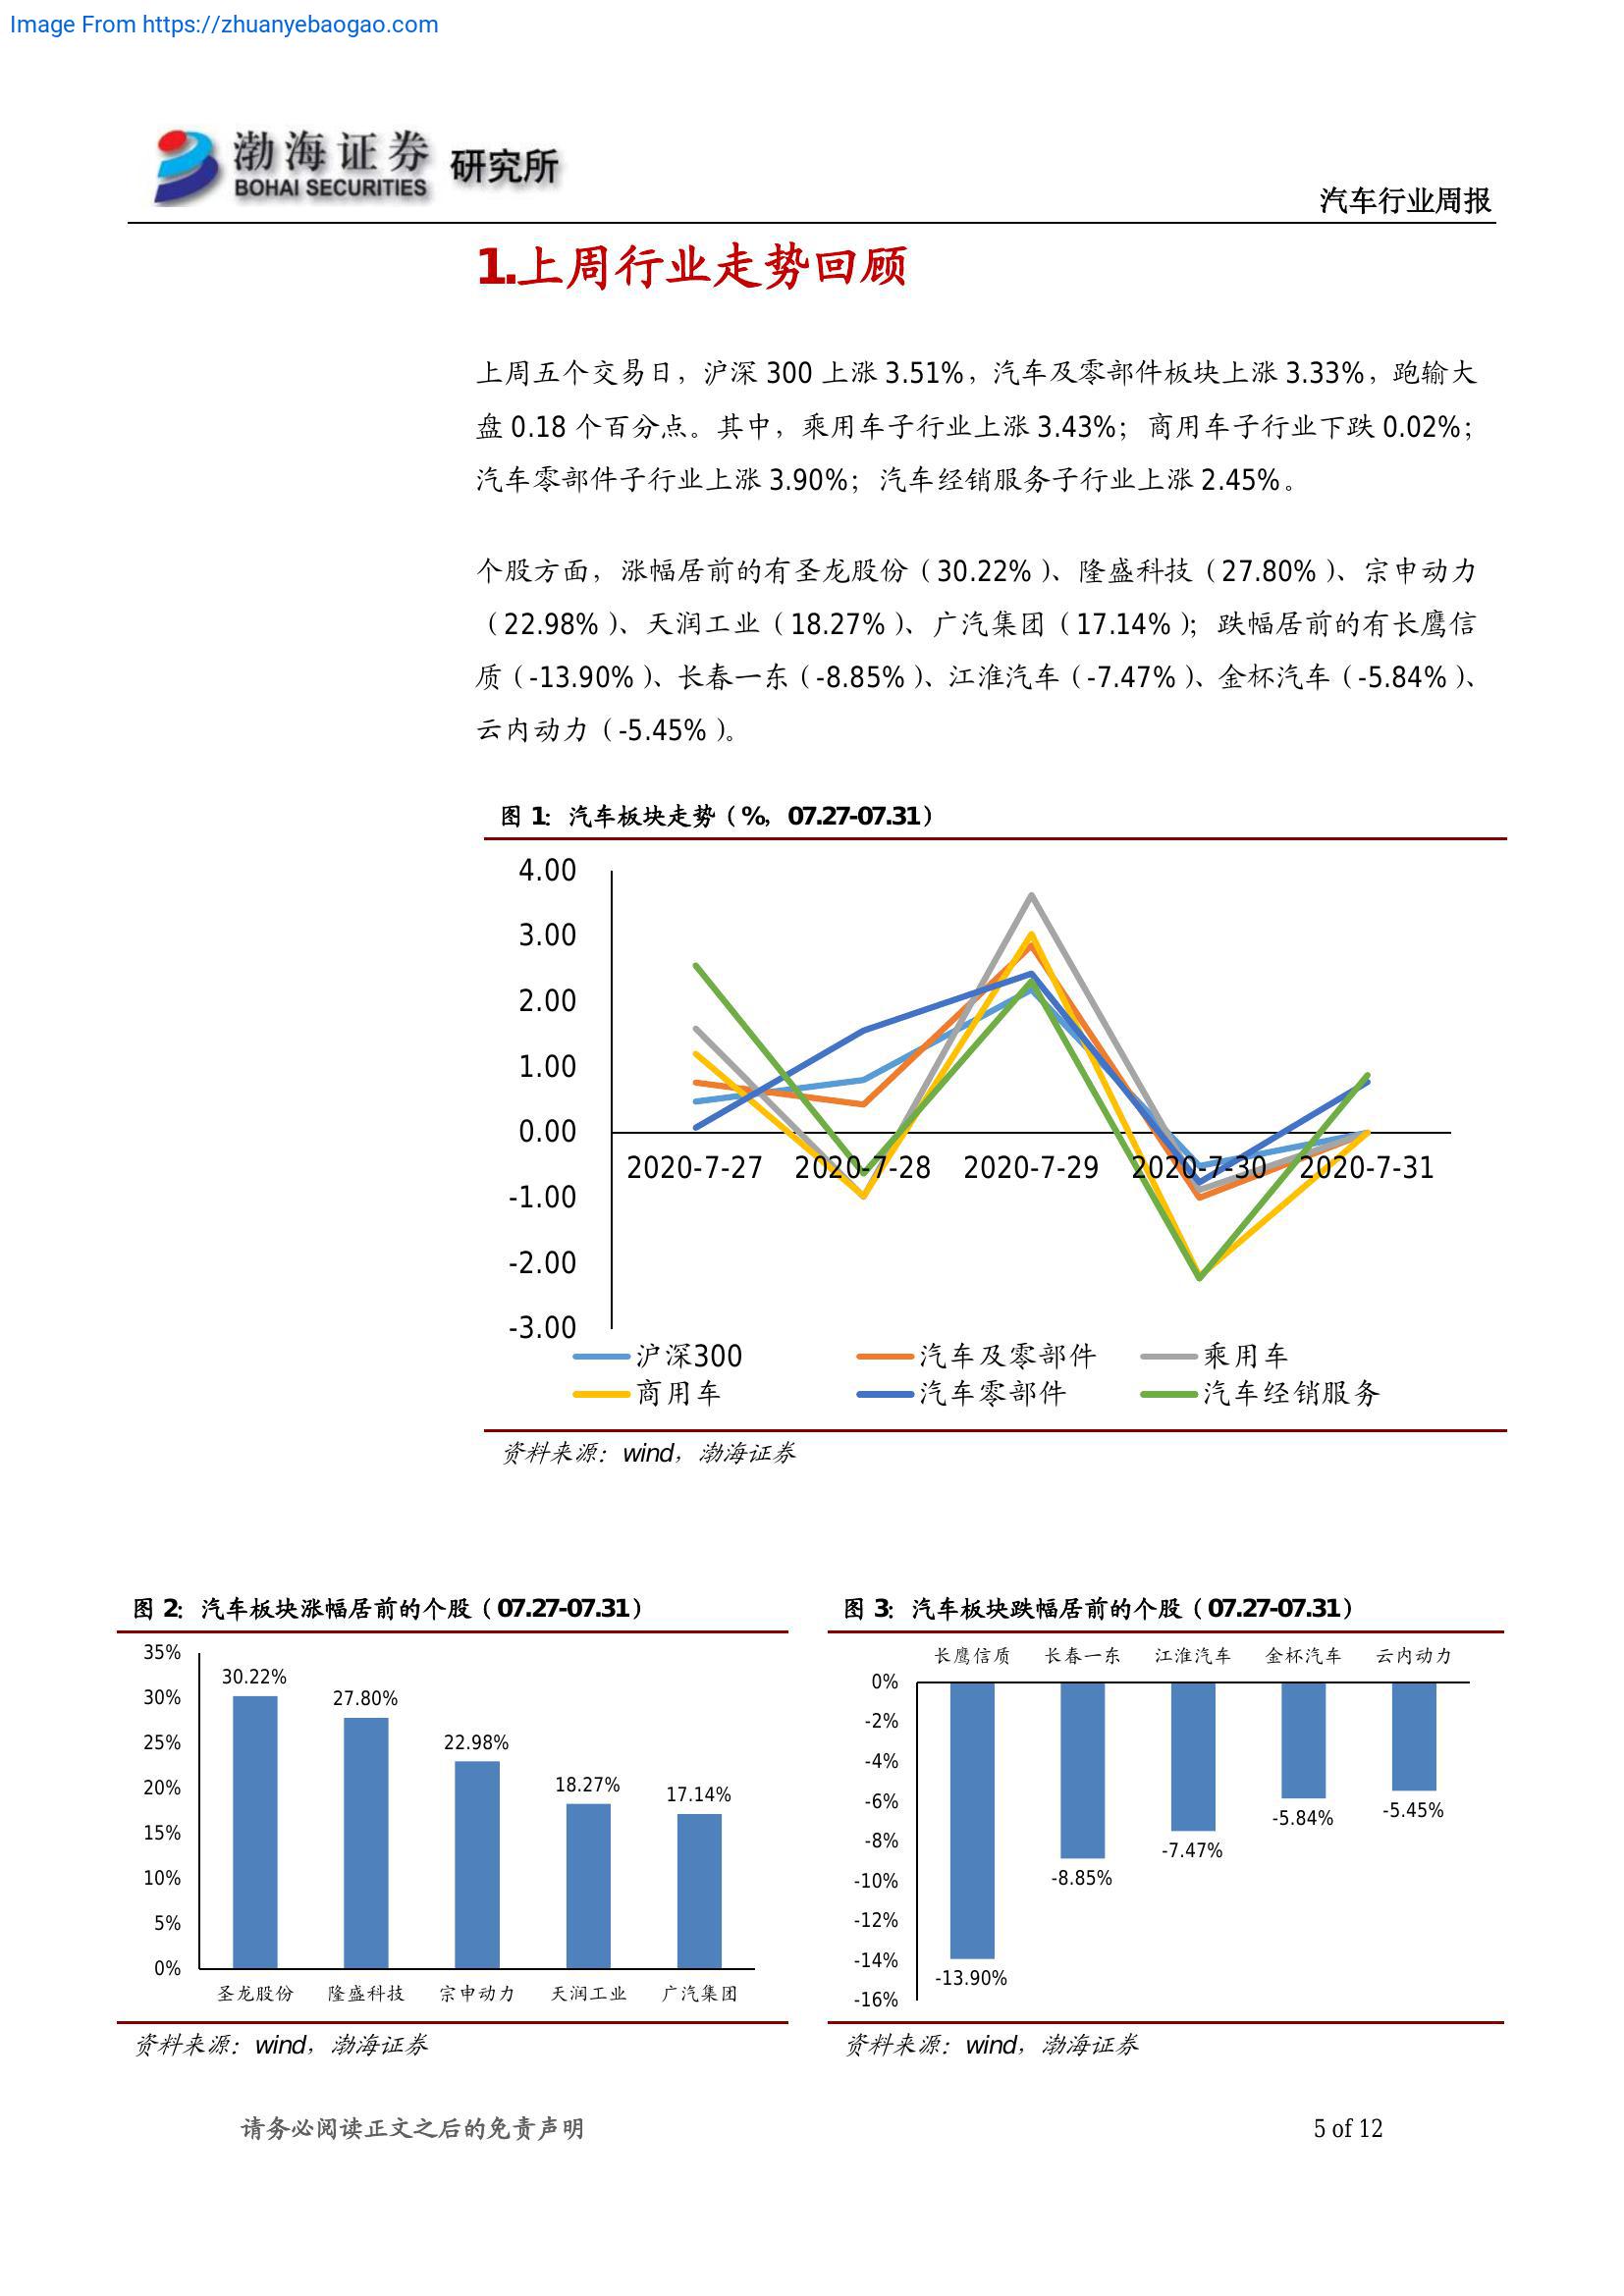 Image From https://zhuanyebaogao.com
渤海证券 研究所
BOHAI SECURITIES
汽车行业周报
1.上周行业走势回顾
上周五个交易日，沪深 300 上涨 3.51%，汽车及零部件板块上涨 3.33%，跑输大
盘 0.18 个百分点。其中，乘用车子行业上涨 3.43%；商用车子行业下跌 0.02%；
汽车零部件子行业上涨 3.90%；汽车经销服务子行业上涨 2.45%。
个股方面，涨幅居前的有圣龙股份（30.22%）、隆盛科技（27.80%）、宗申动力
（22.98%）、天润工业（18.27%）、广汽集团（17.14%）；跌幅居前的有长鹰信
质（-13.90%）、长春一东（-8.85%）、江淮汽车（-7.47%）、金杯汽车（-5.84%）、
云内动力（-5.45%）。
图 1：汽车板块走势（%，07.27-07.31）
4.00
3.00
2.00
1.00
0.00
-1.00
-2.00
-3.00
2020-7-27 2020-7-28 2020-7-29 2020-7-30 2020-7-31
沪深300 汽车及零部件 乘用车
商用车 汽车零部件 汽车经销服务
资料来源：wind，渤海证券
图 2：汽车板块涨幅居前的个股（07.27-07.31）
35%
30%
25%
20%
15%
10%
5%
0%
30.22%
27.80%
22.98%
18.27%
17.14%
圣龙股份 隆盛科技 宗申动力 天润工业 广汽集团
资料来源：wind，渤海证券
图 3：汽车板块跌幅居前的个股（07.27-07.31）
长鹰信质 长春一东 江淮汽车 金杯汽车 云内动力
0%
-2%
-4%
-6%
-8%
-10%
-12%
-14%
-16%
-13.90%
-8.85%
-7.47%
-5.84%
-5.45%
资料来源：wind，渤海证券
请务必阅读正文之后的免责声明
5 of 12